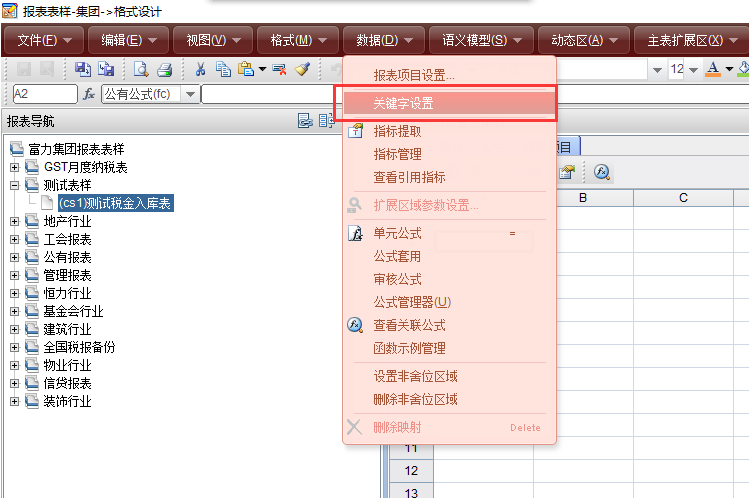 报表表样-集团->格式设计
文件(F) 编辑(E) 视图(V) 格式(M) 数据(D) 语义模型(S) 动态区(A) 主表扩展区(X)
12 A
A2 fx 公有公式(fc)
报表导航
富力集团报表表样
GST月度纳税表
测试表样
(cs1)测试税金入库表
地产行业
工会报表
公有报表
管理报表
恒力行业
基金会行业
建筑行业
全国税报备份
物业行业
信贷报表
装饰行业
报表项目设置...
关键字设置
指标提取
指标管理
查看引用指标
扩展区域参数设置...
单元公式 =
公式套用
审核公式
公式管理器(U)
查看关联公式
函数示例管理
设置非舍位区域
删除非舍位区域
删除映射 Delete
项目
B C
11
12
13